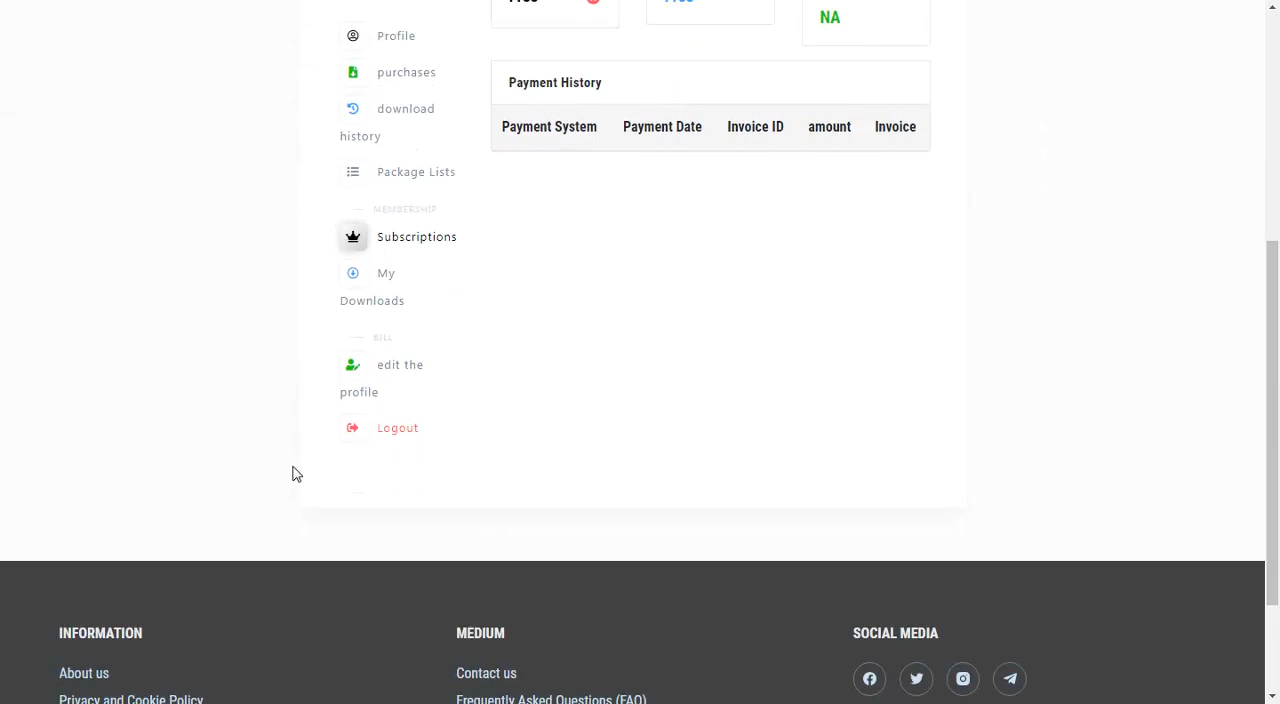 NA
Profile
purchases
download
history
Package Lists
MEMBERSHIP
Subscriptions
My
Downloads
BILL
edit the
profile
Logout
Payment History
Payment System Payment Date Invoice ID amount Invoice
INFORMATION
About us
Privacy and Cookie Policy
MEDIUM
Contact us
Frequently Asked Questions (FAQ)
SOCIAL MEDIA